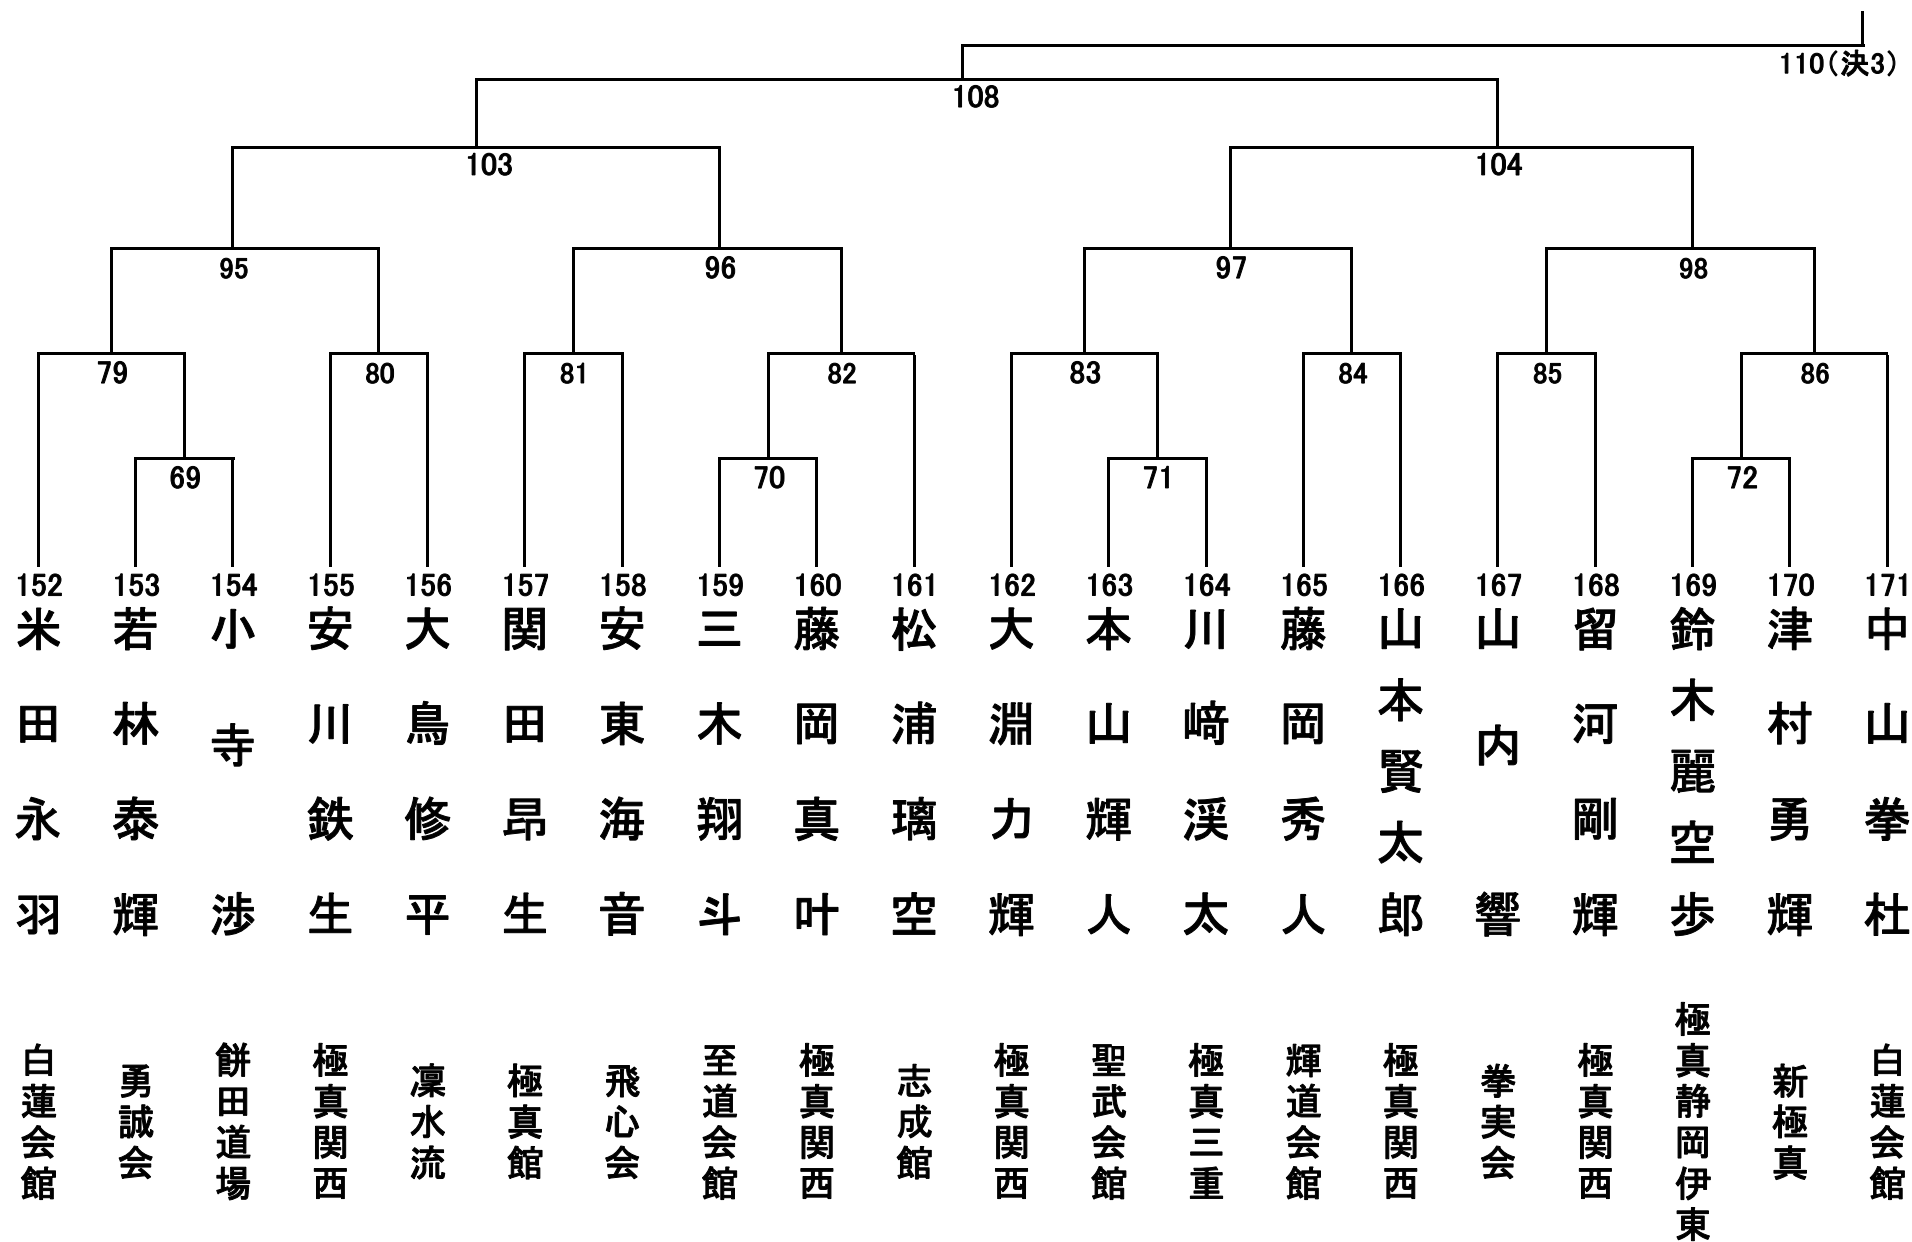 110(決3)
108
103
104
95
96
97
98
79
80
81
82
83
84
85
86
69
70
71
72
152
米田永羽
白蓮会館
153
若林泰輝
勇誠会
154
小寺渉
餅田道場
155
安川鉄生
極真関西
156
大鳥修平
凜水流
157
関田昂生
極真館
158
安東海音
飛心会
159
三木翔斗
至道会館
160
藤岡真叶
極真関西
161
松浦璃空
志成館
162
大淵力輝
極真関西
163
本山輝人
聖武会館
164
川﨑渓太
極真三重
165
藤岡秀人
輝道会館
166
山本賢太郎
極真関西
167
山内響
拳実会
168
留河剛輝
極真関西
169
鈴木麗空歩
極真静岡伊東
170
津村勇輝
新極真
171
中山拳杜
白蓮会館